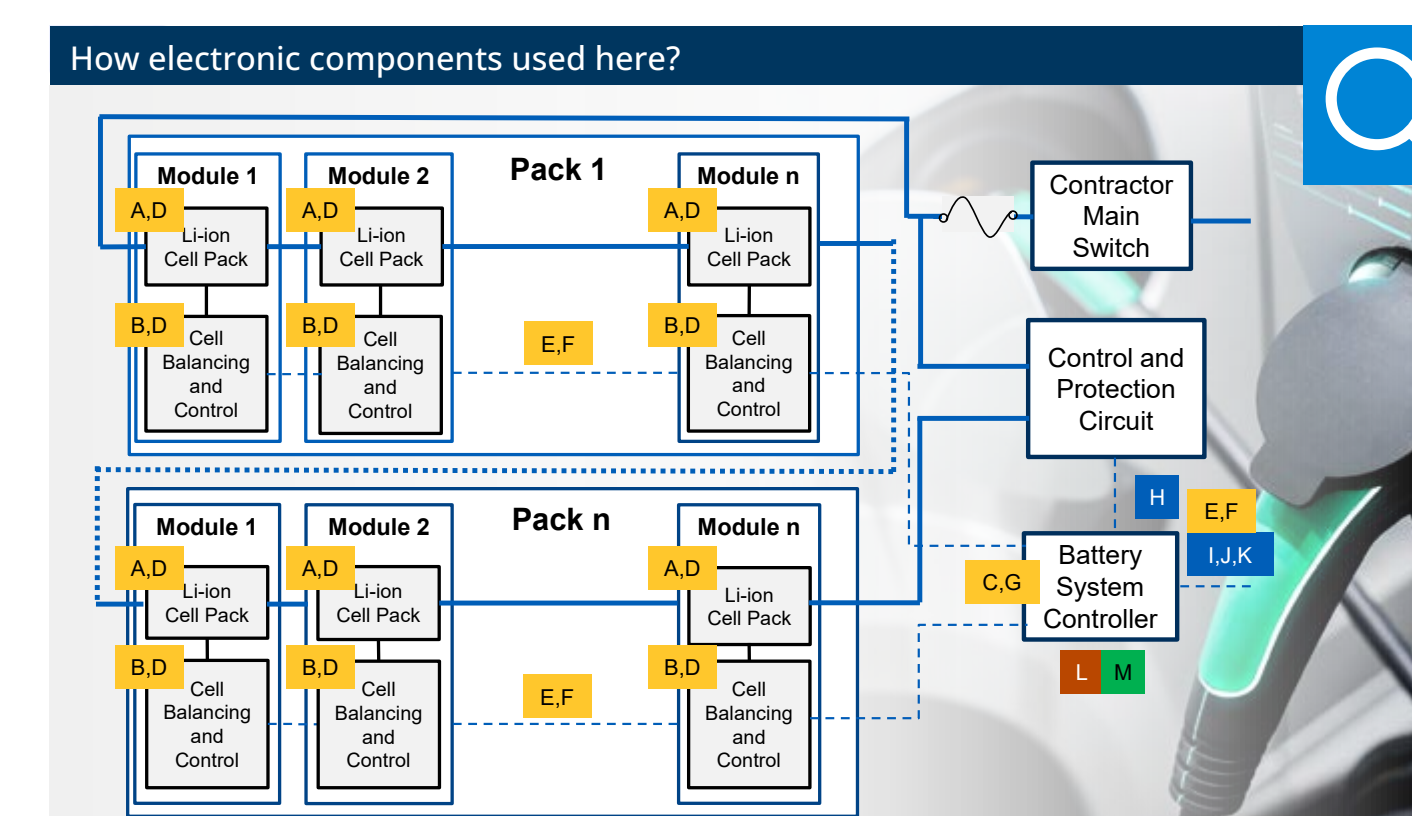 How electronic components used here?
Pack 1
Module 1
Module 2
Module n
A,D
A,D
A,D
Li-ion
Cell Pack
Li-ion
Cell Pack
Li-ion
Cell Pack
B,D
B,D
B,D
Cell
Balancing
and
Control
Cell
Balancing
and
Control
Cell
Balancing
and
Control
E,F
Contractor
Main
Switch
Control and
Protection
Circuit
H
E,F
I,J,K
C,G
Battery
System
Controller
L
M
Pack n
Module 1
Module 2
Module n
A,D
A,D
A,D
Li-ion
Cell Pack
Li-ion
Cell Pack
Li-ion
Cell Pack
B,D
B,D
B,D
Cell
Balancing
and
Control
Cell
Balancing
and
Control
Cell
Balancing
and
Control
E,F